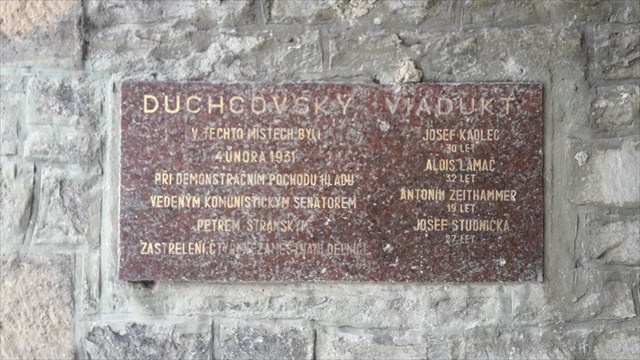 DUCHCOVSKÝ VIADUKT
V TĚCHTO MÍSTECH BYLI
4. ÚNORA 1931
PŘI DEMONSTRAČNÍM POCHODU HLADU
VEDENÝM KOMUNISTICKÝM SENÁTOREM
PETREM STRÁNSKÝM
ZASTŘELENI ČTYŘI NEZAMĚSTNANÍ DĚLNÍCI
JOSEF KADLEC
30 LET
ALOIS LAMAČ
32 LET
ANTONÍN ZEITHAMMER
19 LET
JOSEF STUDNIČKA
27 LET